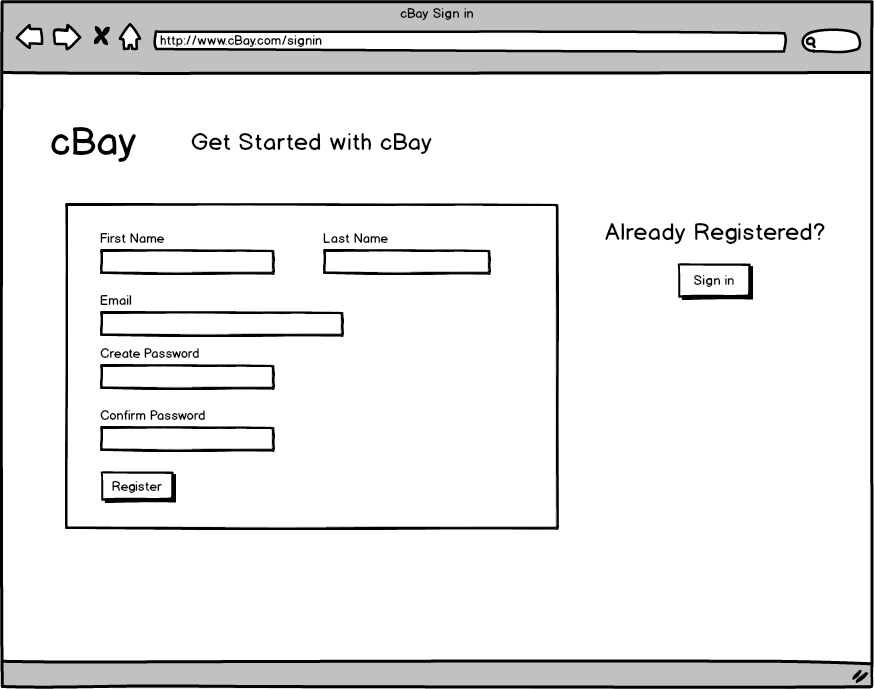 cBay Sign in
http://www.cBay.com/signin
cBay
Get Started with cBay
First Name
Last Name
Email
Create Password
Confirm Password
Register
Already Registered?
Sign in